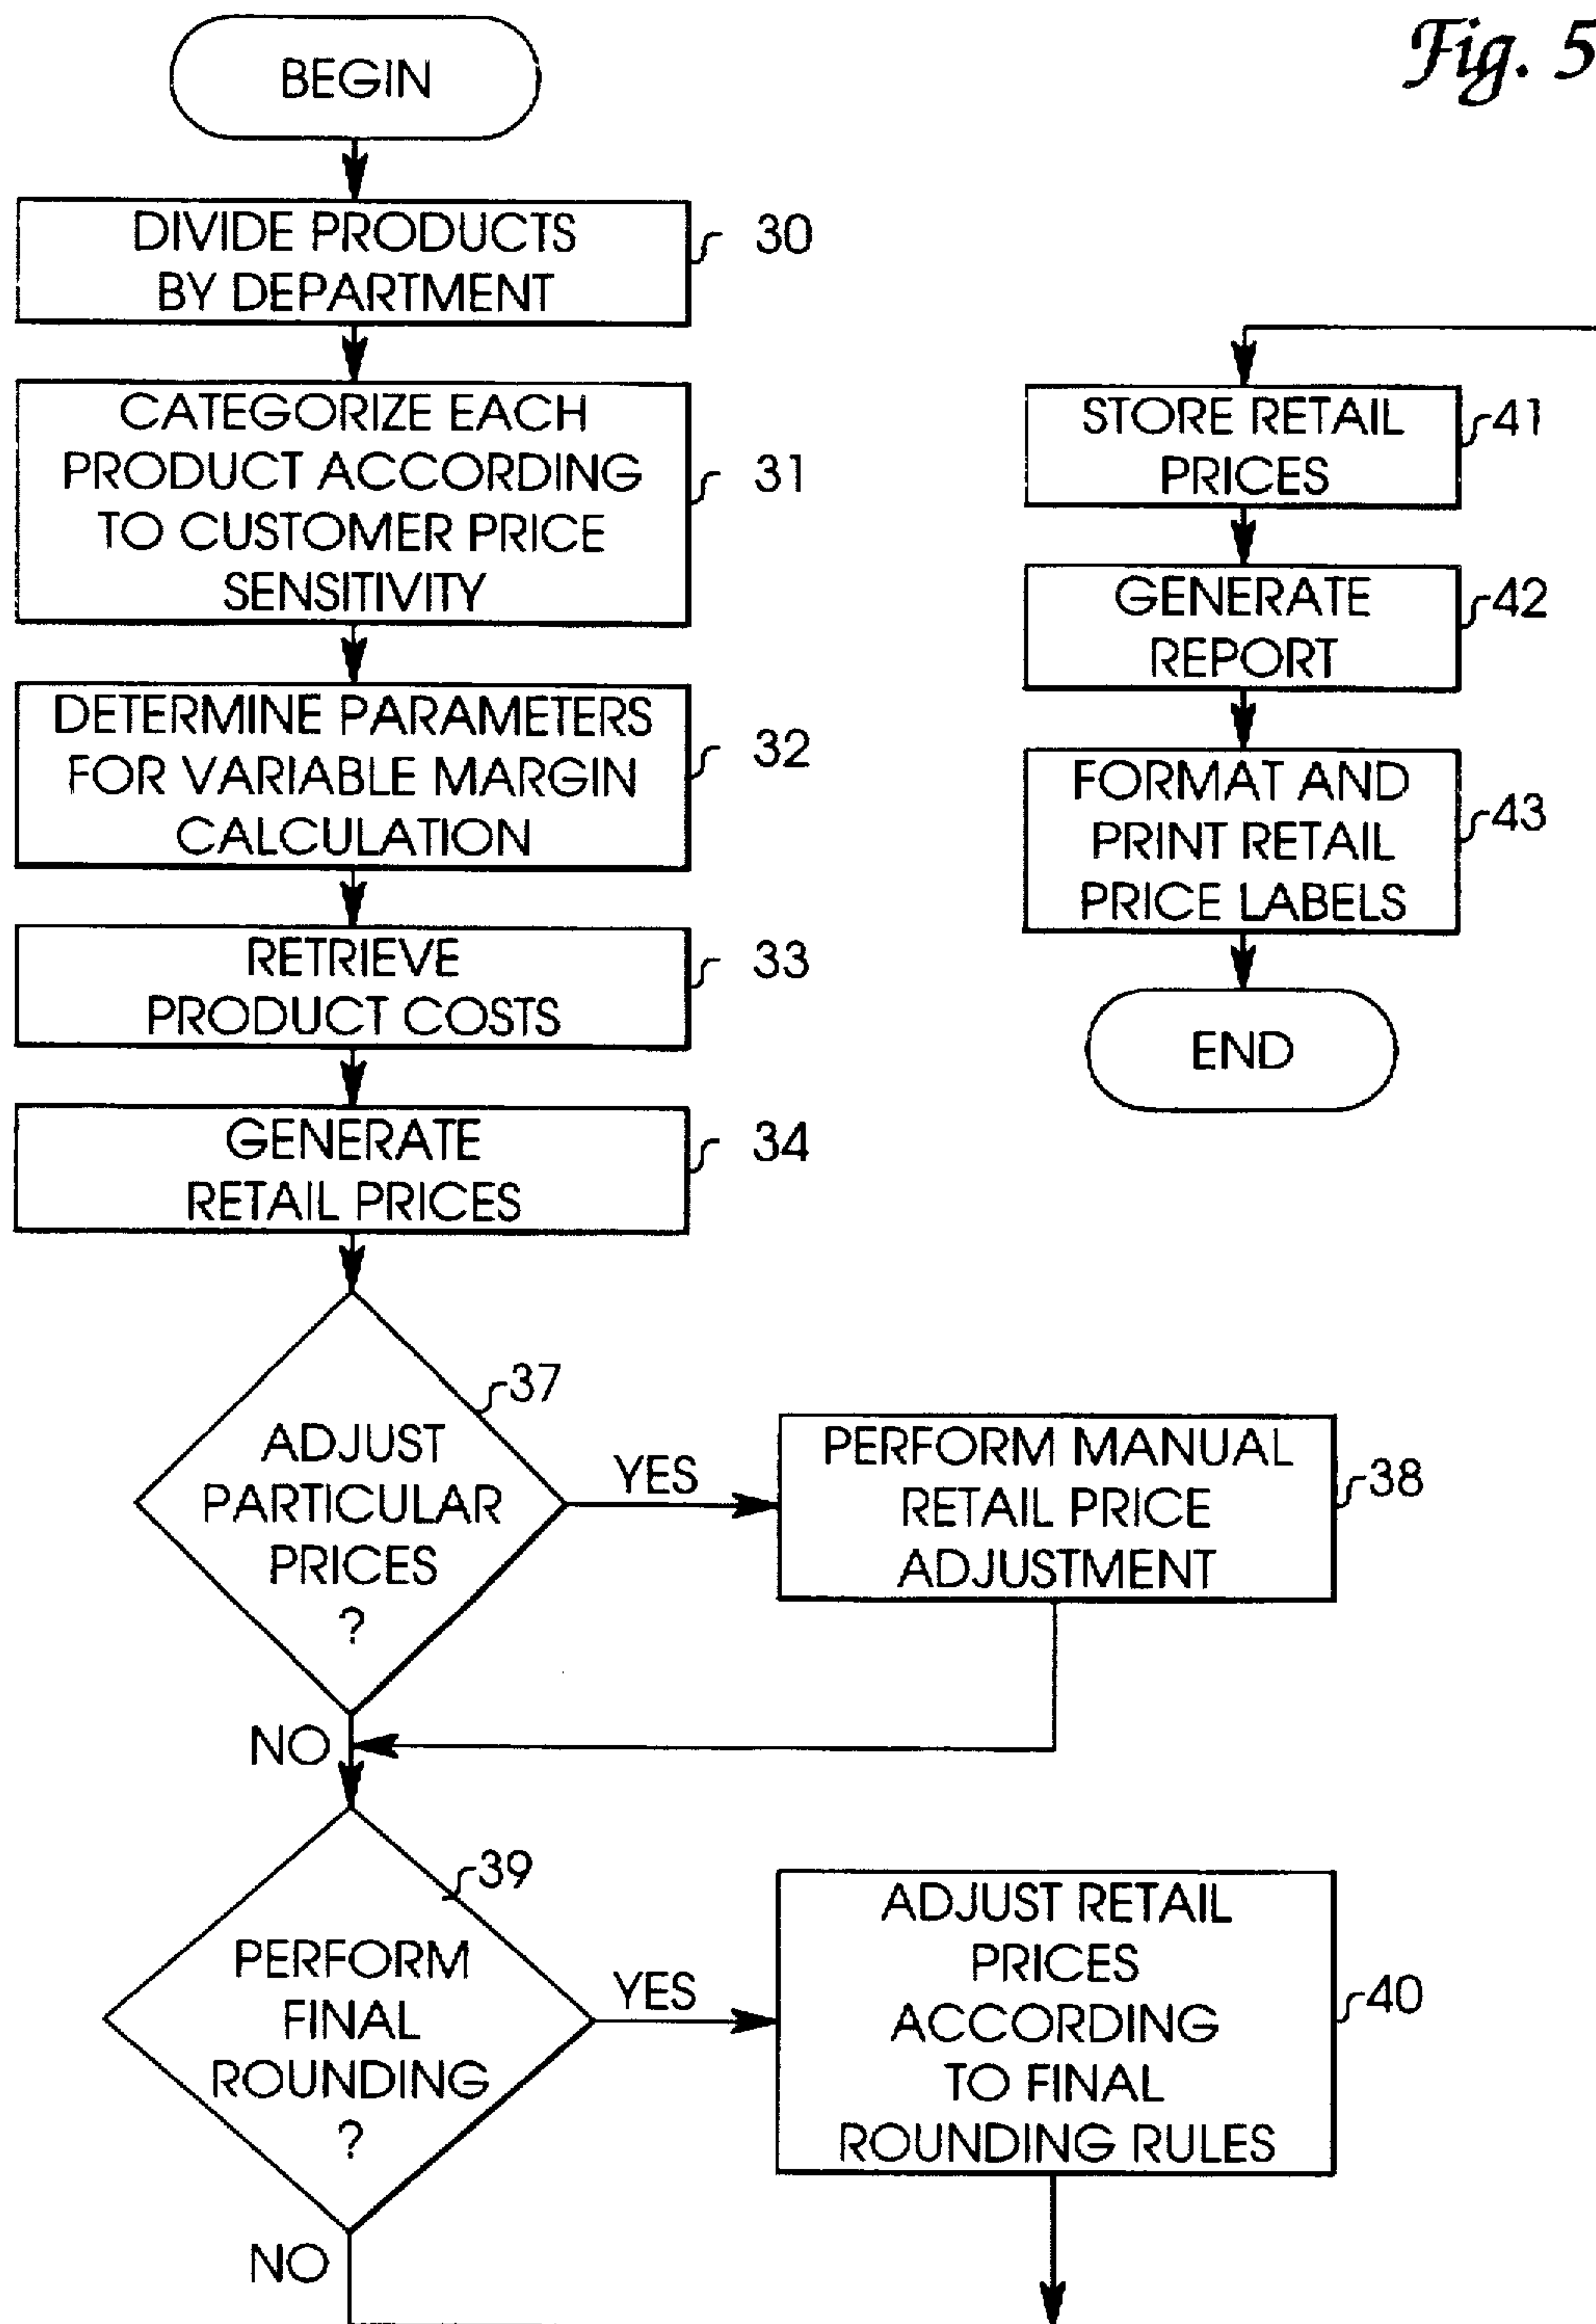 Fig. 5
BEGIN
DIVIDE PRODUCTS
BY DEPARTMENT
30
CATEGORIZE EACH
PRODUCT ACCORDING
TO CUSTOMER PRICE
SENSITIVITY
31
DETERMINE PARAMETERS
FOR VARIABLE MARGIN
CALCULATION
32
RETRIEVE
PRODUCT COSTS
33
GENERATE
RETAIL PRICES
34
37
ADJUST
PARTICULAR
PRICES
?
YES
PERFORM MANUAL
RETAIL PRICE
ADJUSTMENT
38
NO
39
PERFORM
FINAL
ROUNDING
?
YES
ADJUST RETAIL
PRICES
ACCORDING
TO FINAL
ROUNDING RULES
40
NO
STORE RETAIL
PRICES
41
GENERATE
REPORT
42
FORMAT AND
PRINT RETAIL
PRICE LABELS
43
END